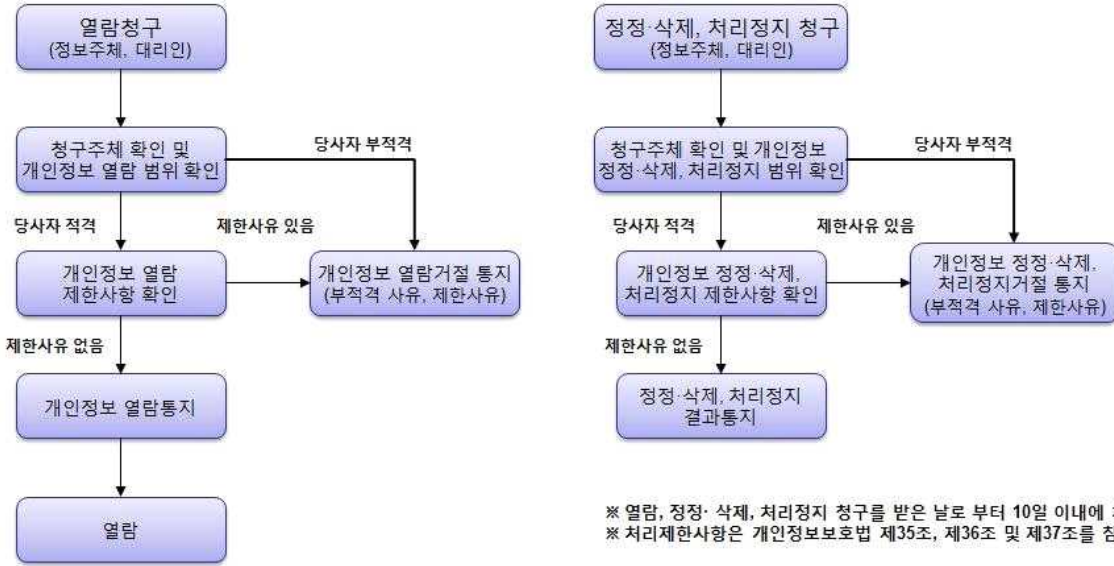 열람청구
(정보주체, 대리인)
청구주체 확인 및
개인정보 열람 범위 확인
당사자 부적격
당사자 적격
제한사유 있음
개인정보 열람
제한사항 확인
개인정보 열람거절 통지
(부적격 사유, 제한사유)
제한사유 없음
개인정보 열람통지
열람
정정·삭제, 처리정지 청구
(정보주체, 대리인)
청구주체 확인 및 개인정보
정정·삭제, 처리정지 범위 확인
당사자 부적격
당사자 적격
제한사유 있음
개인정보 정정·삭제,
처리정지 제한사항 확인
개인정보 정정·삭제,
처리정지거절 통지
(부적격 사유, 제한사유)
제한사유 없음
정정·삭제, 처리정지
결과통지
※ 열람, 정정· 삭제, 처리정지 청구를 받은 날로 부터 10일 이내에
※ 처리제한사항은 개인정보보호법 제35조, 제36조 및 제37조를